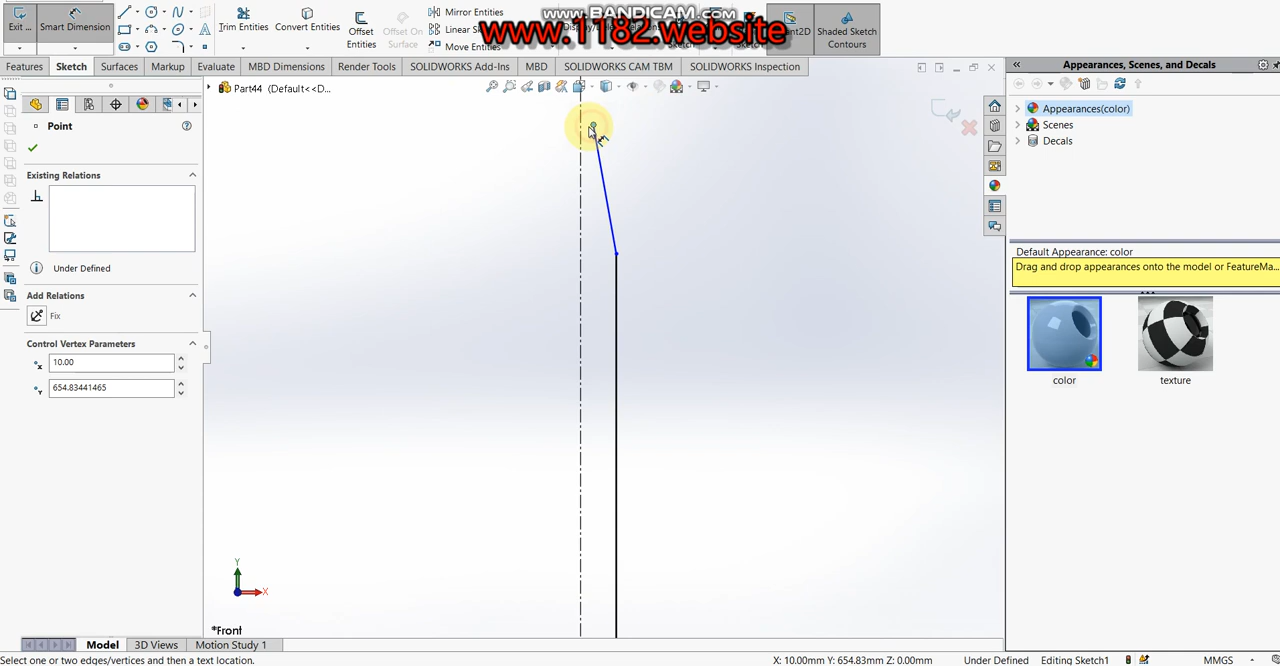 www.BANDICAM.com
www.1182.website
Exit ...
Smart Dimension
Trim Entities
Convert Entities
Offset Entities
Offset On Surface
Mirror Entities
Linear Sk
Move Entities
Sketch
Shaded Sketch Contours
Features
Sketch
Surfaces
Markup
Evaluate
MBD Dimensions
Render Tools
SOLIDWORKS Add-Ins
MBD
SOLIDWORKS CAM TBM
SOLIDWORKS Inspection
Appearances, Scenes, and Decals
Part44 (Default<<D...
Point
Existing Relations
Under Defined
Add Relations
Fix
Control Vertex Parameters
10.00
654.83441465
Appearances(color)
Scenes
Decals
Default Appearance: color
Drag and drop appearances onto the model or FeatureMa...
color
texture
Y
X
*Front
Model
3D Views
Motion Study 1
Select one or two edges/vertices and then a text location.
X: 10.00mm Y: 654.83mm Z: 0.00mm
Under Defined
Editing Sketch1
MMGS